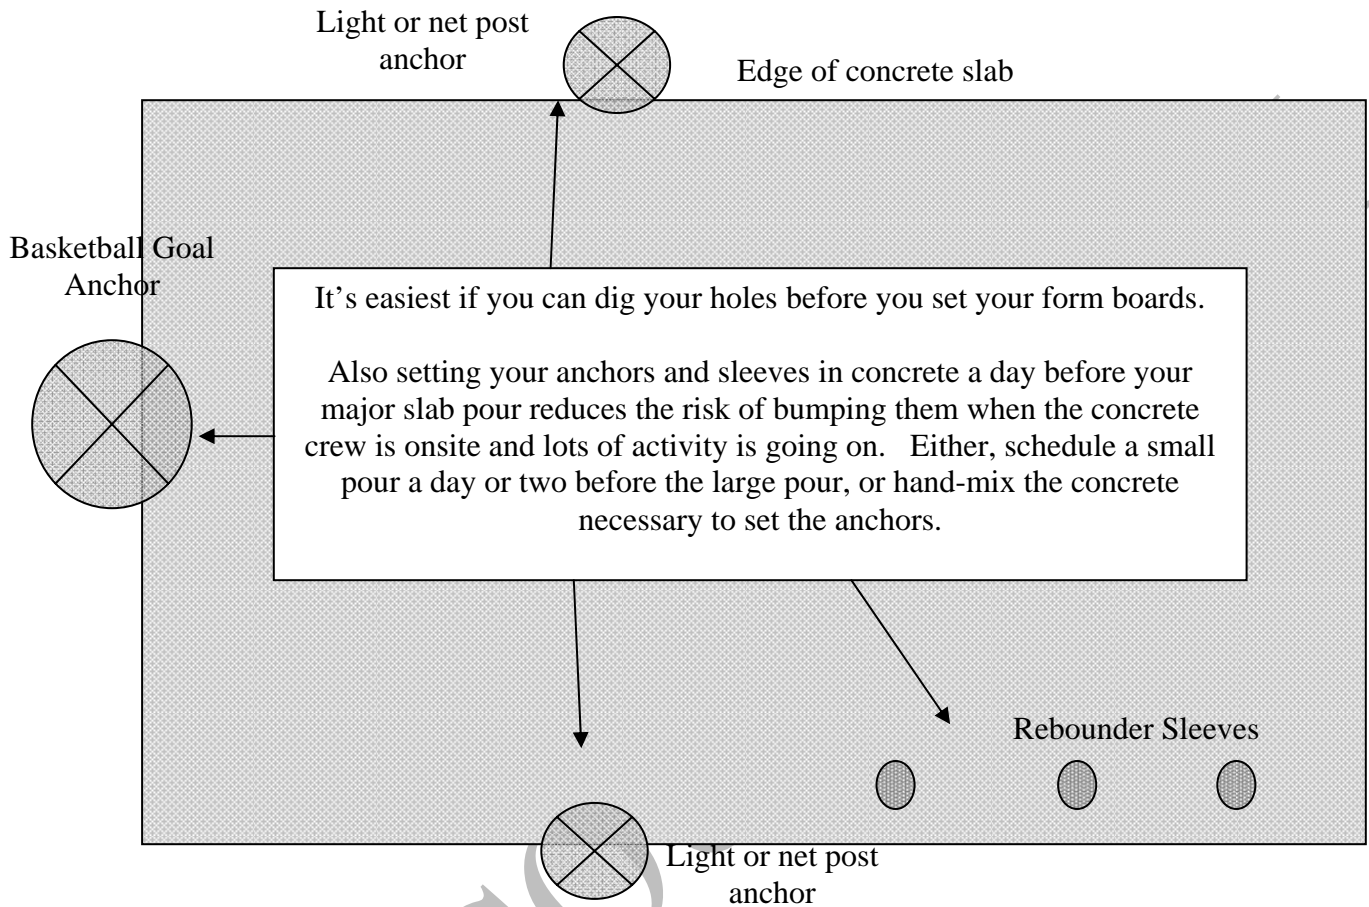 Light or net post
anchor
Edge of concrete slab
Basketball Goal
Anchor
It's easiest if you can dig your holes before you set your form boards.
Also setting your anchors and sleeves in concrete a day before your
major slab pour reduces the risk of bumping them when the concrete
crew is onsite and lots of activity is going on.   Either, schedule a small
pour a day or two before the large pour, or hand-mix the concrete
necessary to set the anchors.
Rebounder Sleeves
Light or net post
anchor